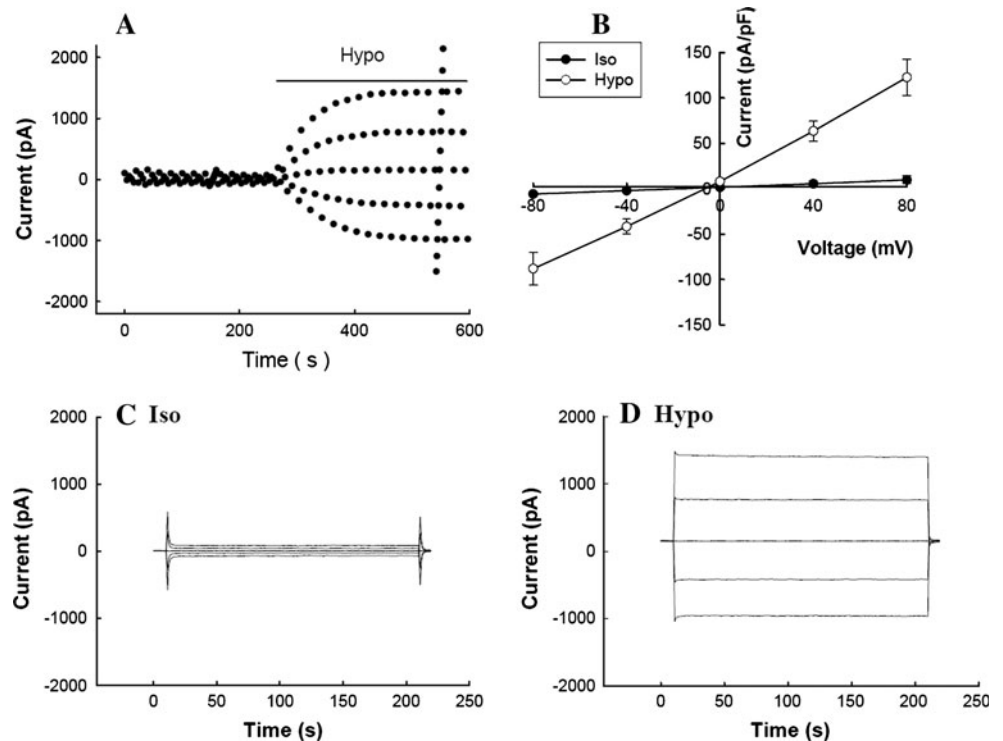 A
Hypo
Current (pA)
2000
1000
0
-1000
-2000
0
200
400
600
Time ( s )
B
Iso
Hypo
Current (pA/pF)
150
100
50
-50
-100
-150
-80
-40
0
40
80
Voltage (mV)
C Iso
Current (pA)
2000
1000
0
-1000
-2000
0
50
100
150
200
250
Time (s)
D Hypo
Current (pA)
2000
1000
0
-1000
-2000
0
50
100
150
200
250
Time (s)